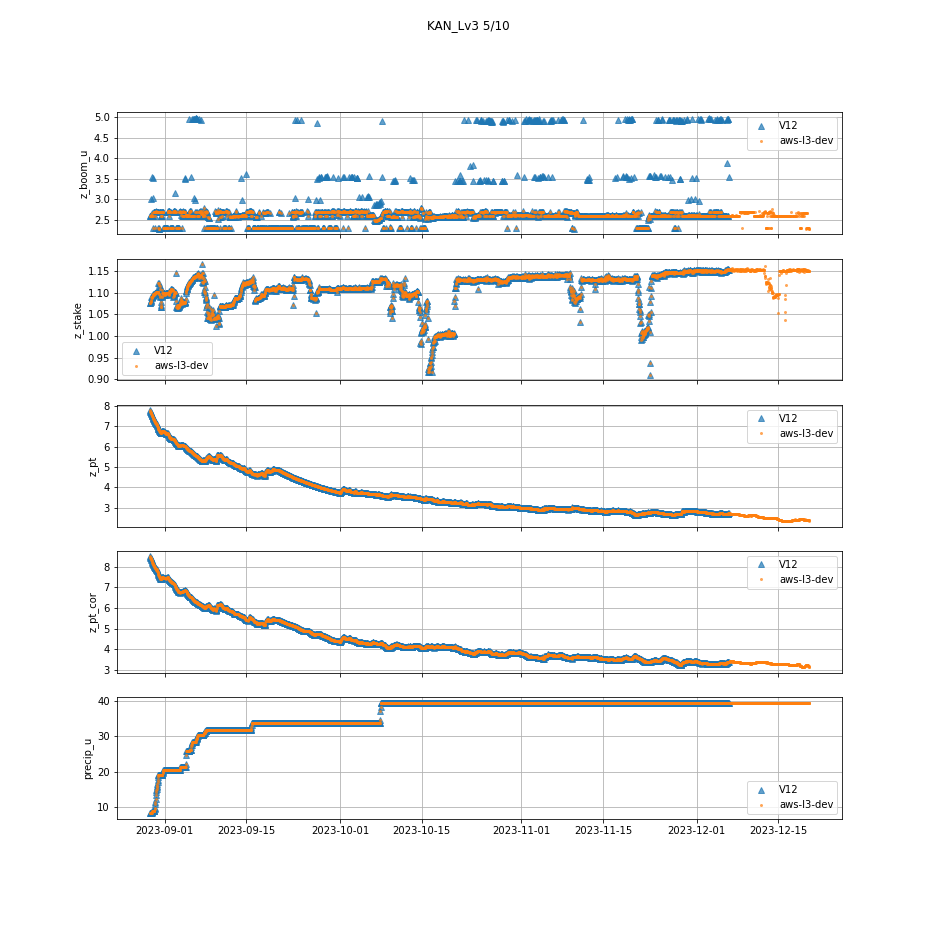 KAN_Lv3 5/10
z_boom_u
5.0
4.5
4.0
3.5
3.0
2.5
V12
aws-l3-dev
z_stake
1.15
1.10
1.05
1.00
0.95
0.90
V12
aws-l3-dev
z_pt
8
7
6
5
4
3
V12
aws-l3-dev
z_pt_cor
8
7
6
5
4
3
V12
aws-l3-dev
precip_u
40
30
20
10
V12
aws-l3-dev
2023-09-01 2023-09-15 2023-10-01 2023-10-15 2023-11-01 2023-11-15 2023-12-01 2023-12-15